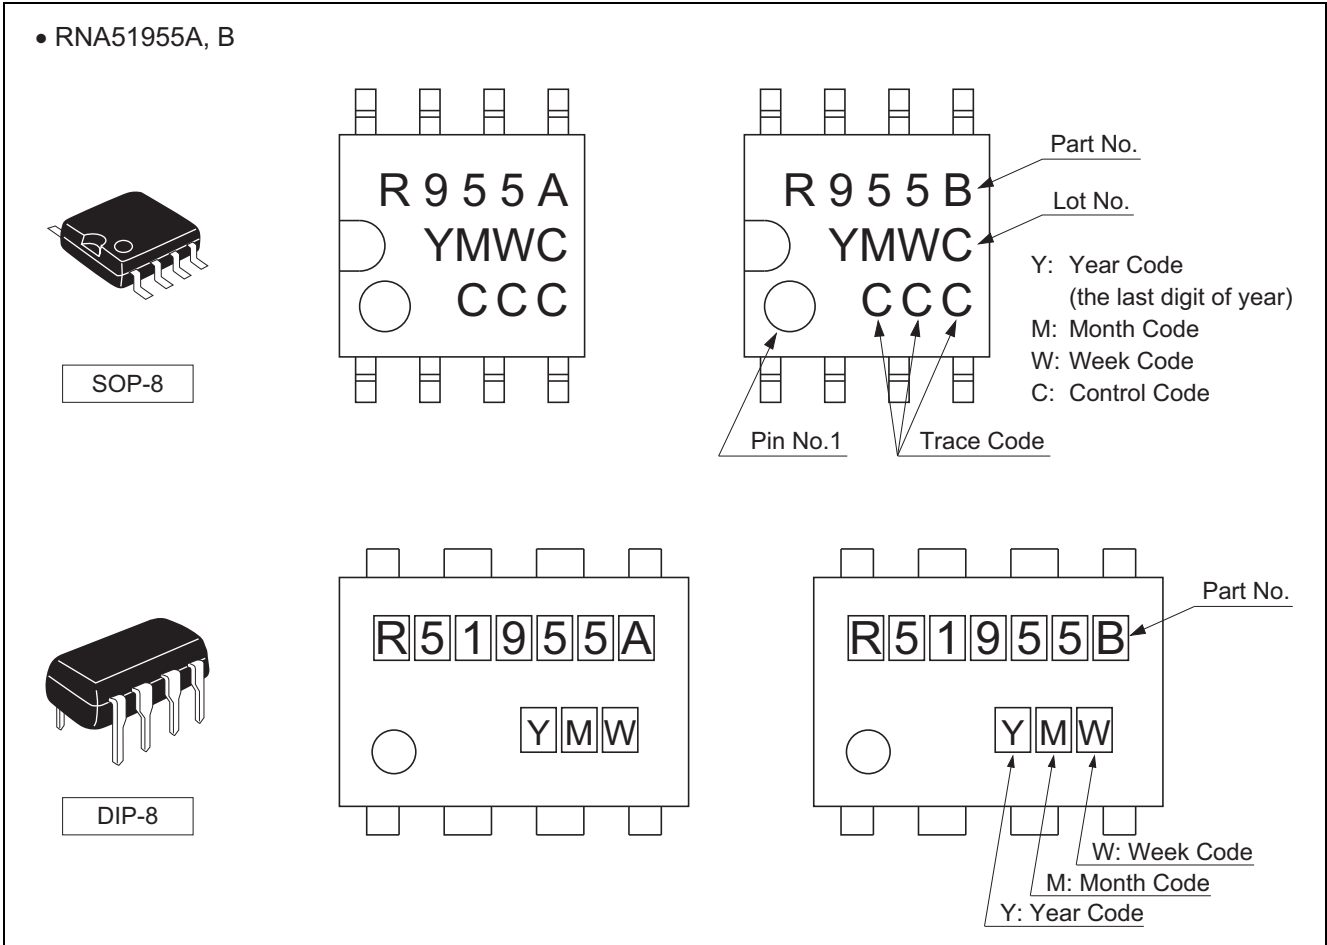 • RNA51955A, B
R955A
YMWC
CCC
R955B
YMWC
CCC
Part No.
Lot No.
Y: Year Code
(the last digit of year)
M: Month Code
W: Week Code
C: Control Code
SOP-8
Pin No.1
Trace Code
R51955A
YMW
R51955B
YMW
Part No.
DIP-8
W: Week Code
M: Month Code
Y: Year Code